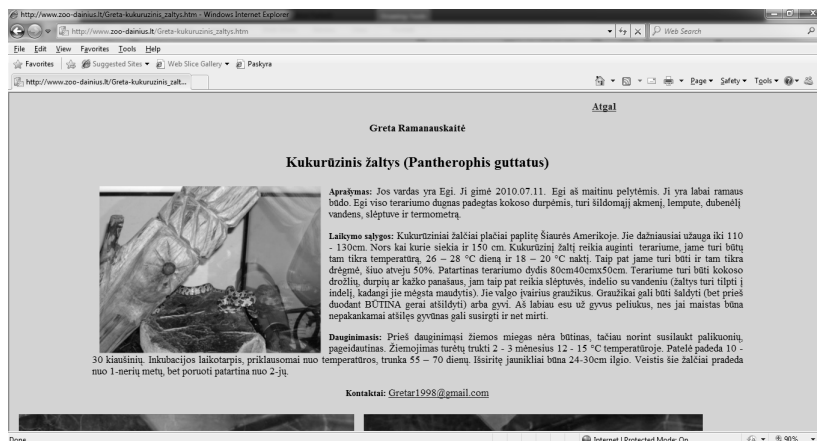 http://www.zoo-dainius.lt/Greta-kukuruzinis_zaltys.htm - Windows Internet Explorer
http://www.zoo-dainius.lt/Greta-kukuruzinis_zaltys.htm
Web Search
File Edit View Favorites Tools Help
Favorites Suggested Sites Web Slice Gallery Paskyra
http://www.zoo-dainius.lt/Greta-kukuruzinis_zalt...
Page Safety Tools
Atgal
Greta Ramanauskaitė
Kukurūzinis žaltys (Pantherophis guttatus)
Aprašymas: Jos vardas yra Egi. Ji gimė 2010.07.11. Egi aš maitinu pelytėmis. Ji yra labai ramaus
būdo. Egi viso terariumo dugnas padegtas kokoso durpėmis, turi šildomąjį akmenį, lempute, dubenėlį
vandens, slėptuve ir termometrą.
Laikymo sąlygos: Kukurūziniai žalčiai plačiai paplitę Šiaurės Amerikoje. Jie dažniausiai užauga iki 110
- 130cm. Nors kai kurie siekia ir 150 cm. Kukurūzinį žaltį reikia auginti terariume, jame turi būtų
tam tikra temperatūrą, 26 – 28 °C dieną ir 18 – 20 °C naktį. Taip pat jame turi būti ir tam tikra
drėgmė, šiuo atveju 50%. Patartinas terariumo dydis 80cm40cmx50cm. Terariume turi būti kokoso
drožlių, durpių ar kažko panašaus, jam taip pat reikia slėptuvės, indelio su vandeniu (žaltys turi tilpti į
indelį, kadangi jie mėgsta maudytis). Jie valgo įvairius graužikus. Graužikai gali būti šaldyti (bet prieš
duodant BŪTINA gerai atšildyti) arba gyvi. Aš labiau esu už gyvus peliukus, nes jai maistas būna
nepakankamai atšilęs gyvūnas gali susirgti ir net mirti.
Dauginimasis: Prieš dauginimąsi žiemos miegas nėra būtinas, tačiau norint susilaukt palikuonių,
pageidautinas. Žiemojimas turėtų trukti 2 - 3 mėnesius 12 - 15 °C temperatūroje. Patelė padeda 10 -
30 kiaušinių. Inkubacijos laikotarpis, priklausomai nuo temperatūros, trunka 55 – 70 dienų. Išsiritę jaunikliai būna 24-30cm ilgio. Veistis šie žalčiai pradeda
nuo 1-nerių metų, bet poruoti patartina nuo 2-jų.
Kontaktai: Gretar1998@gmail.com
Done Internet | Protected Mode: On 90%